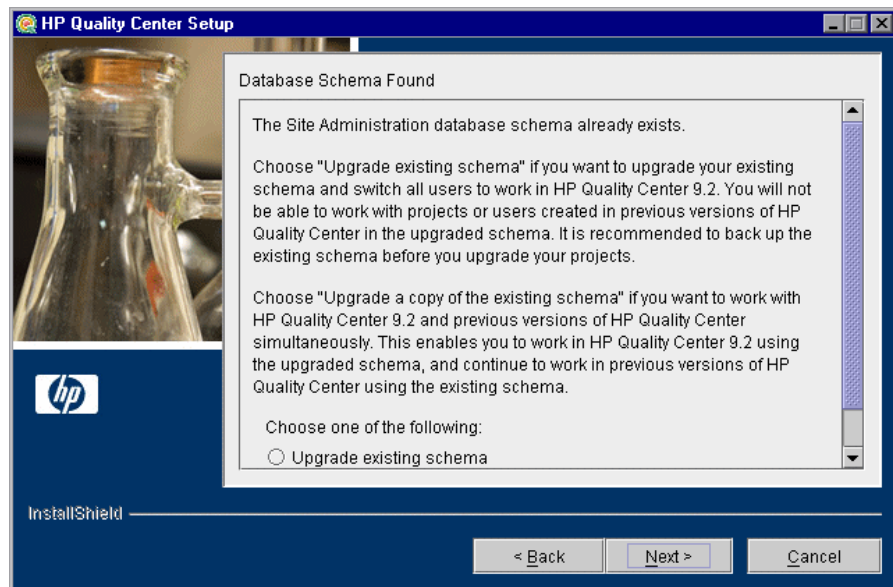 HP Quality Center Setup
Database Schema Found
The Site Administration database schema already exists.
Choose "Upgrade existing schema" if you want to upgrade your existing
schema and switch all users to work in HP Quality Center 9.2. You will not
be able to work with projects or users created in previous versions of HP
Quality Center in the upgraded schema. It is recommended to back up the
existing schema before you upgrade your projects.
Choose "Upgrade a copy of the existing schema" if you want to work with
HP Quality Center 9.2 and previous versions of HP Quality Center
simultaneously. This enables you to work in HP Quality Center 9.2 using
the upgraded schema, and continue to work in previous versions of HP
Quality Center using the existing schema.
Choose one of the following:
Upgrade existing schema
hp
InstallShield
< Back
Next >
Cancel